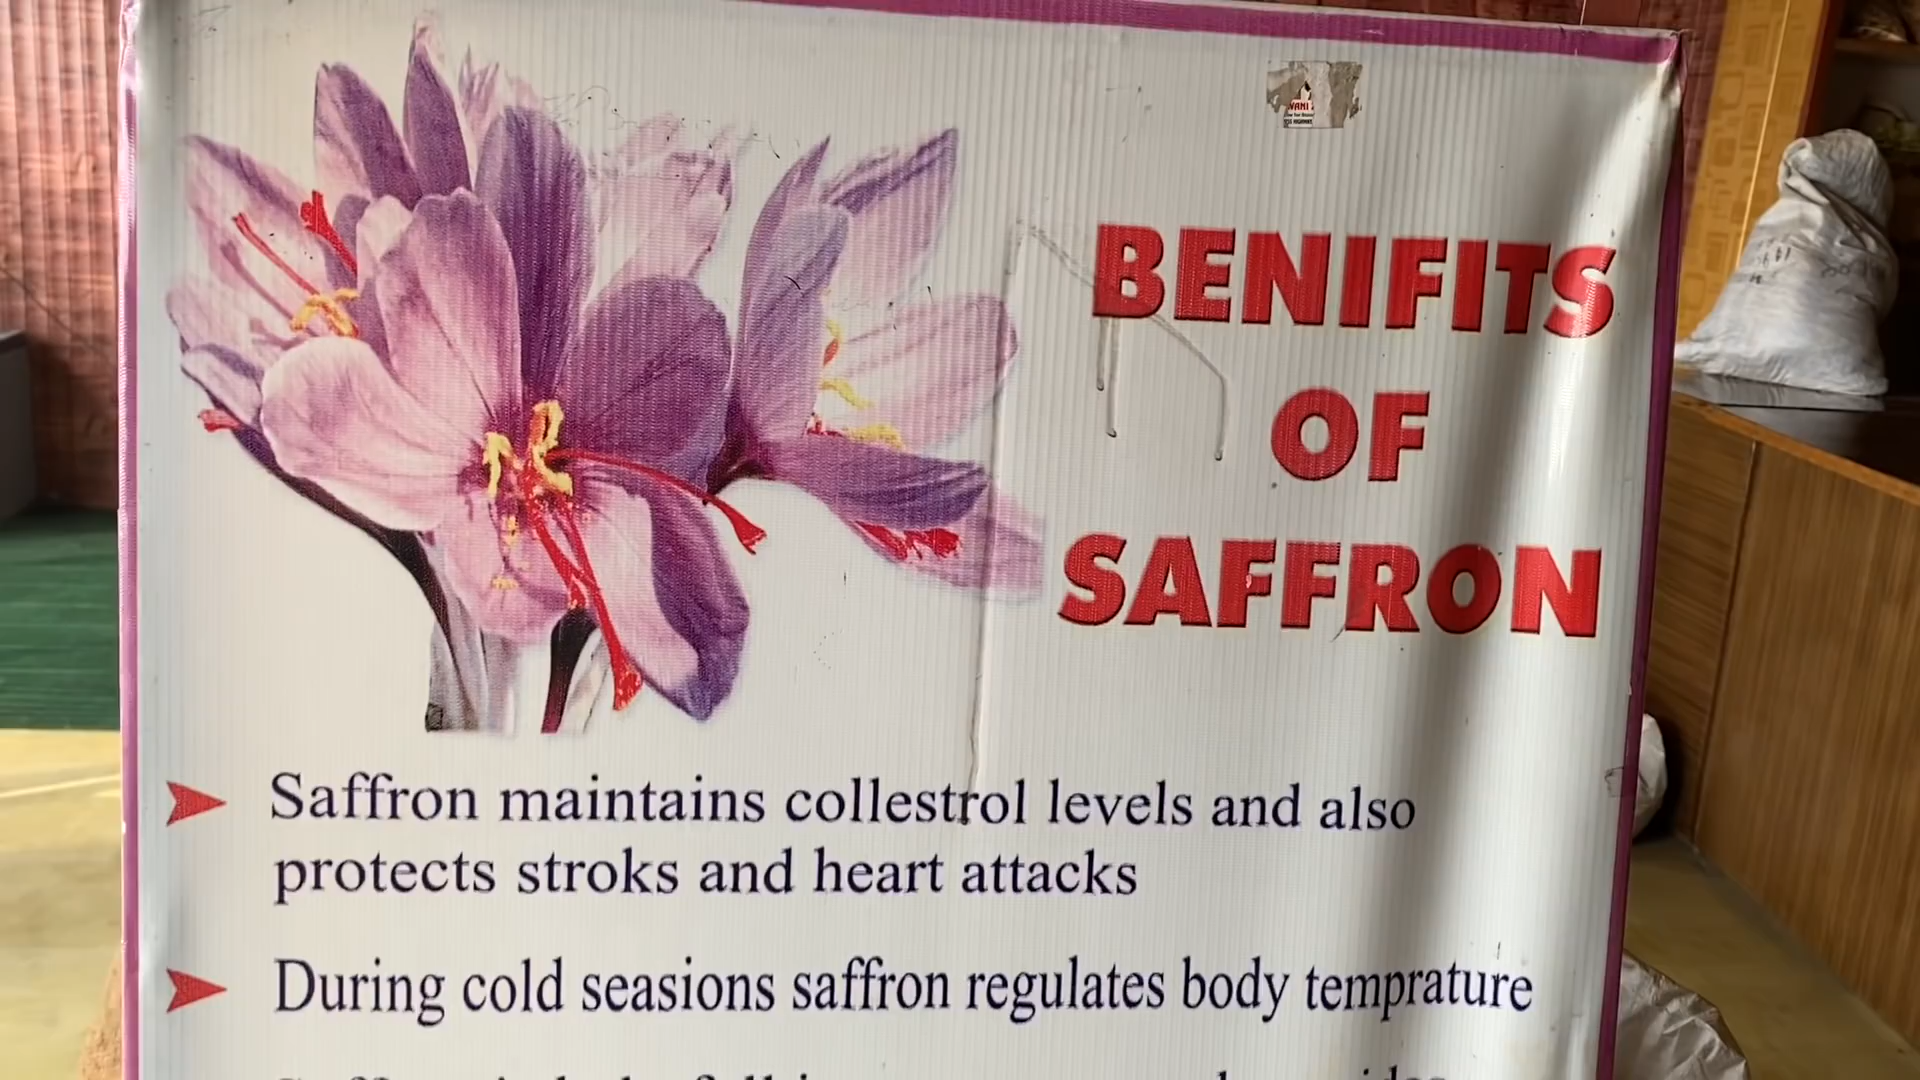 BENIFITS
OF
SAFFRON
Saffron maintains collestrol levels and also
protects stroks and heart attacks
During cold seasions saffron regulates body temprature